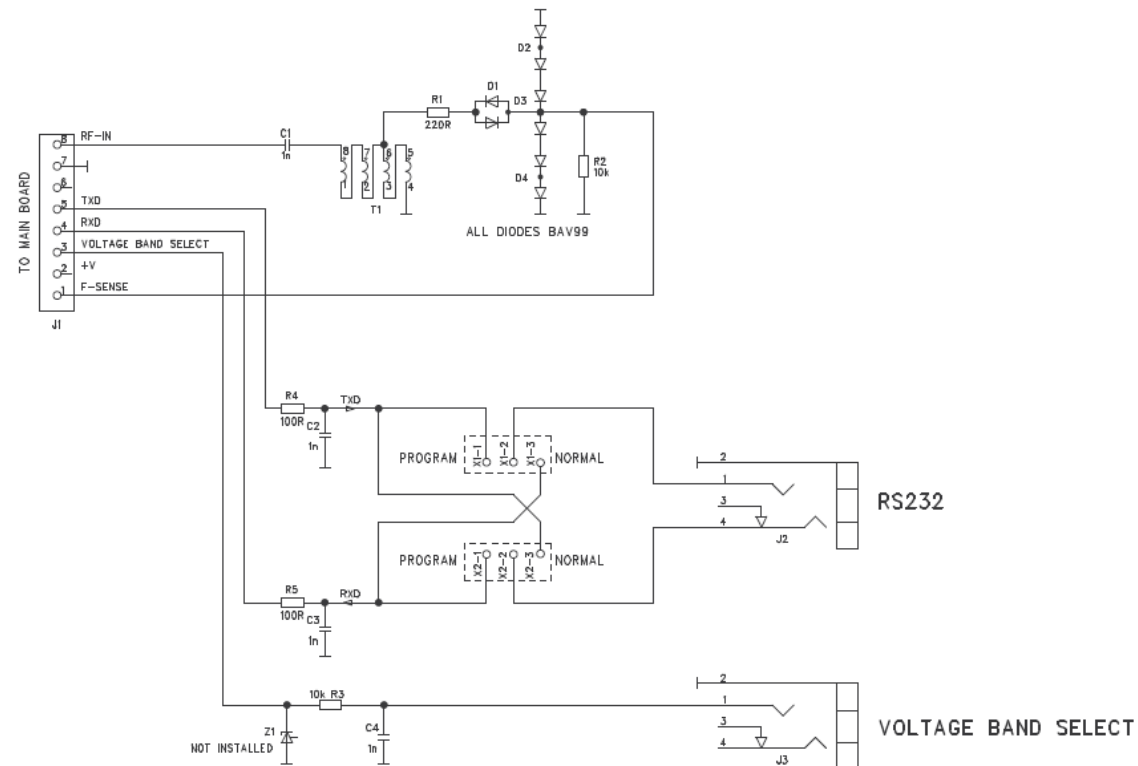 D2
D1
D3
R1
220R
R2
10k
D4
ALL DIODES BAV99
C1
1n
8 7 6 5
1 2 3 4
T1
TO MAIN BOARD
8 RF-IN
7
6
5 TXD
4 RXD
3 VOLTAGE BAND SELECT
2 +V
1 F-SENSE
J1
R4
100R
TXD
C2
1n
PROGRAM
X1-1
X1-2
X1-3
NORMAL
PROGRAM
X2-1
X2-2
X2-3
NORMAL
R5
100R
RXD
C3
1n
2
1
3
4
J2
RS232
10k R3
Z1
NOT INSTALLED
C4
1n
2
1
3
4
J3
VOLTAGE BAND SELECT